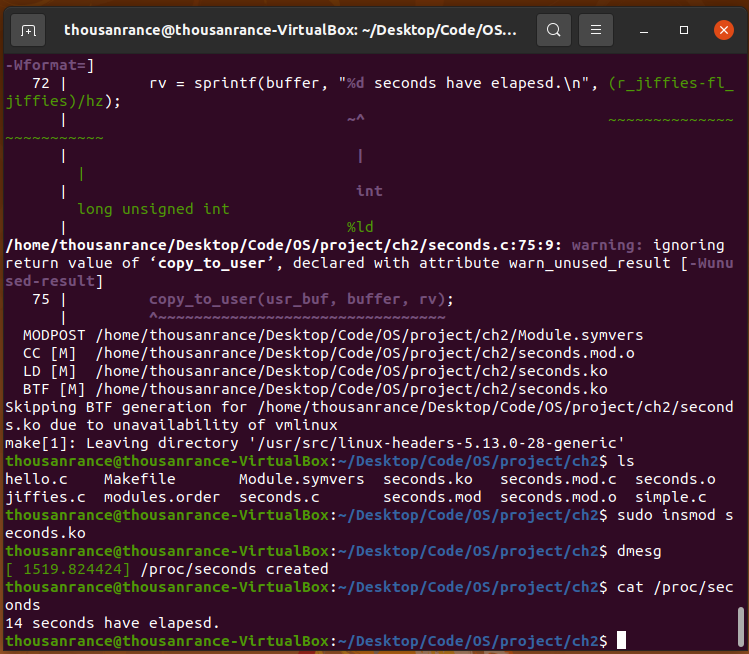 thousanrance@thousanrance-VirtualBox: ~/Desktop/Code/OS...
-Wformat=]
   72 |         rv = sprintf(buffer, "%d seconds have elapesd.\n", (r_jiffies-fl_
jiffies)/hz);
      |                               ~^                           ~~~~~~~~~~~~~~
~~~~~~~~~~~
      |                                |
        |
      |                                int
        long unsigned int
      |                               %ld
/home/thousanrance/Desktop/Code/OS/project/ch2/seconds.c:75:9: warning: ignoring
return value of ‘copy_to_user’, declared with attribute warn_unused_result [-Wunu
sed-result]
   75 |         copy_to_user(usr_buf, buffer, rv);
      |         ^~~~~~~~~~~~~~~~~~~~~~~~~~~~~~~~~
  MODPOST /home/thousanrance/Desktop/Code/OS/project/ch2/Module.symvers
  CC [M]  /home/thousanrance/Desktop/Code/OS/project/ch2/seconds.mod.o
  LD [M]  /home/thousanrance/Desktop/Code/OS/project/ch2/seconds.ko
  BTF [M] /home/thousanrance/Desktop/Code/OS/project/ch2/seconds.ko
Skipping BTF generation for /home/thousanrance/Desktop/Code/OS/project/ch2/second
s.ko due to unavailability of vmlinux
make[1]: Leaving directory '/usr/src/linux-headers-5.13.0-28-generic'
thousanrance@thousanrance-VirtualBox:~/Desktop/Code/OS/project/ch2$ ls
hello.c    Makefile       Module.symvers  seconds.ko   seconds.mod.c  seconds.o
jiffies.c  modules.order  seconds.c       seconds.mod  seconds.mod.o  simple.c
thousanrance@thousanrance-VirtualBox:~/Desktop/Code/OS/project/ch2$ sudo insmod s
econds.ko
thousanrance@thousanrance-VirtualBox:~/Desktop/Code/OS/project/ch2$ dmesg
[ 1519.824424] /proc/seconds created
thousanrance@thousanrance-VirtualBox:~/Desktop/Code/OS/project/ch2$ cat /proc/sec
onds
14 seconds have elapesd.
thousanrance@thousanrance-VirtualBox:~/Desktop/Code/OS/project/ch2$